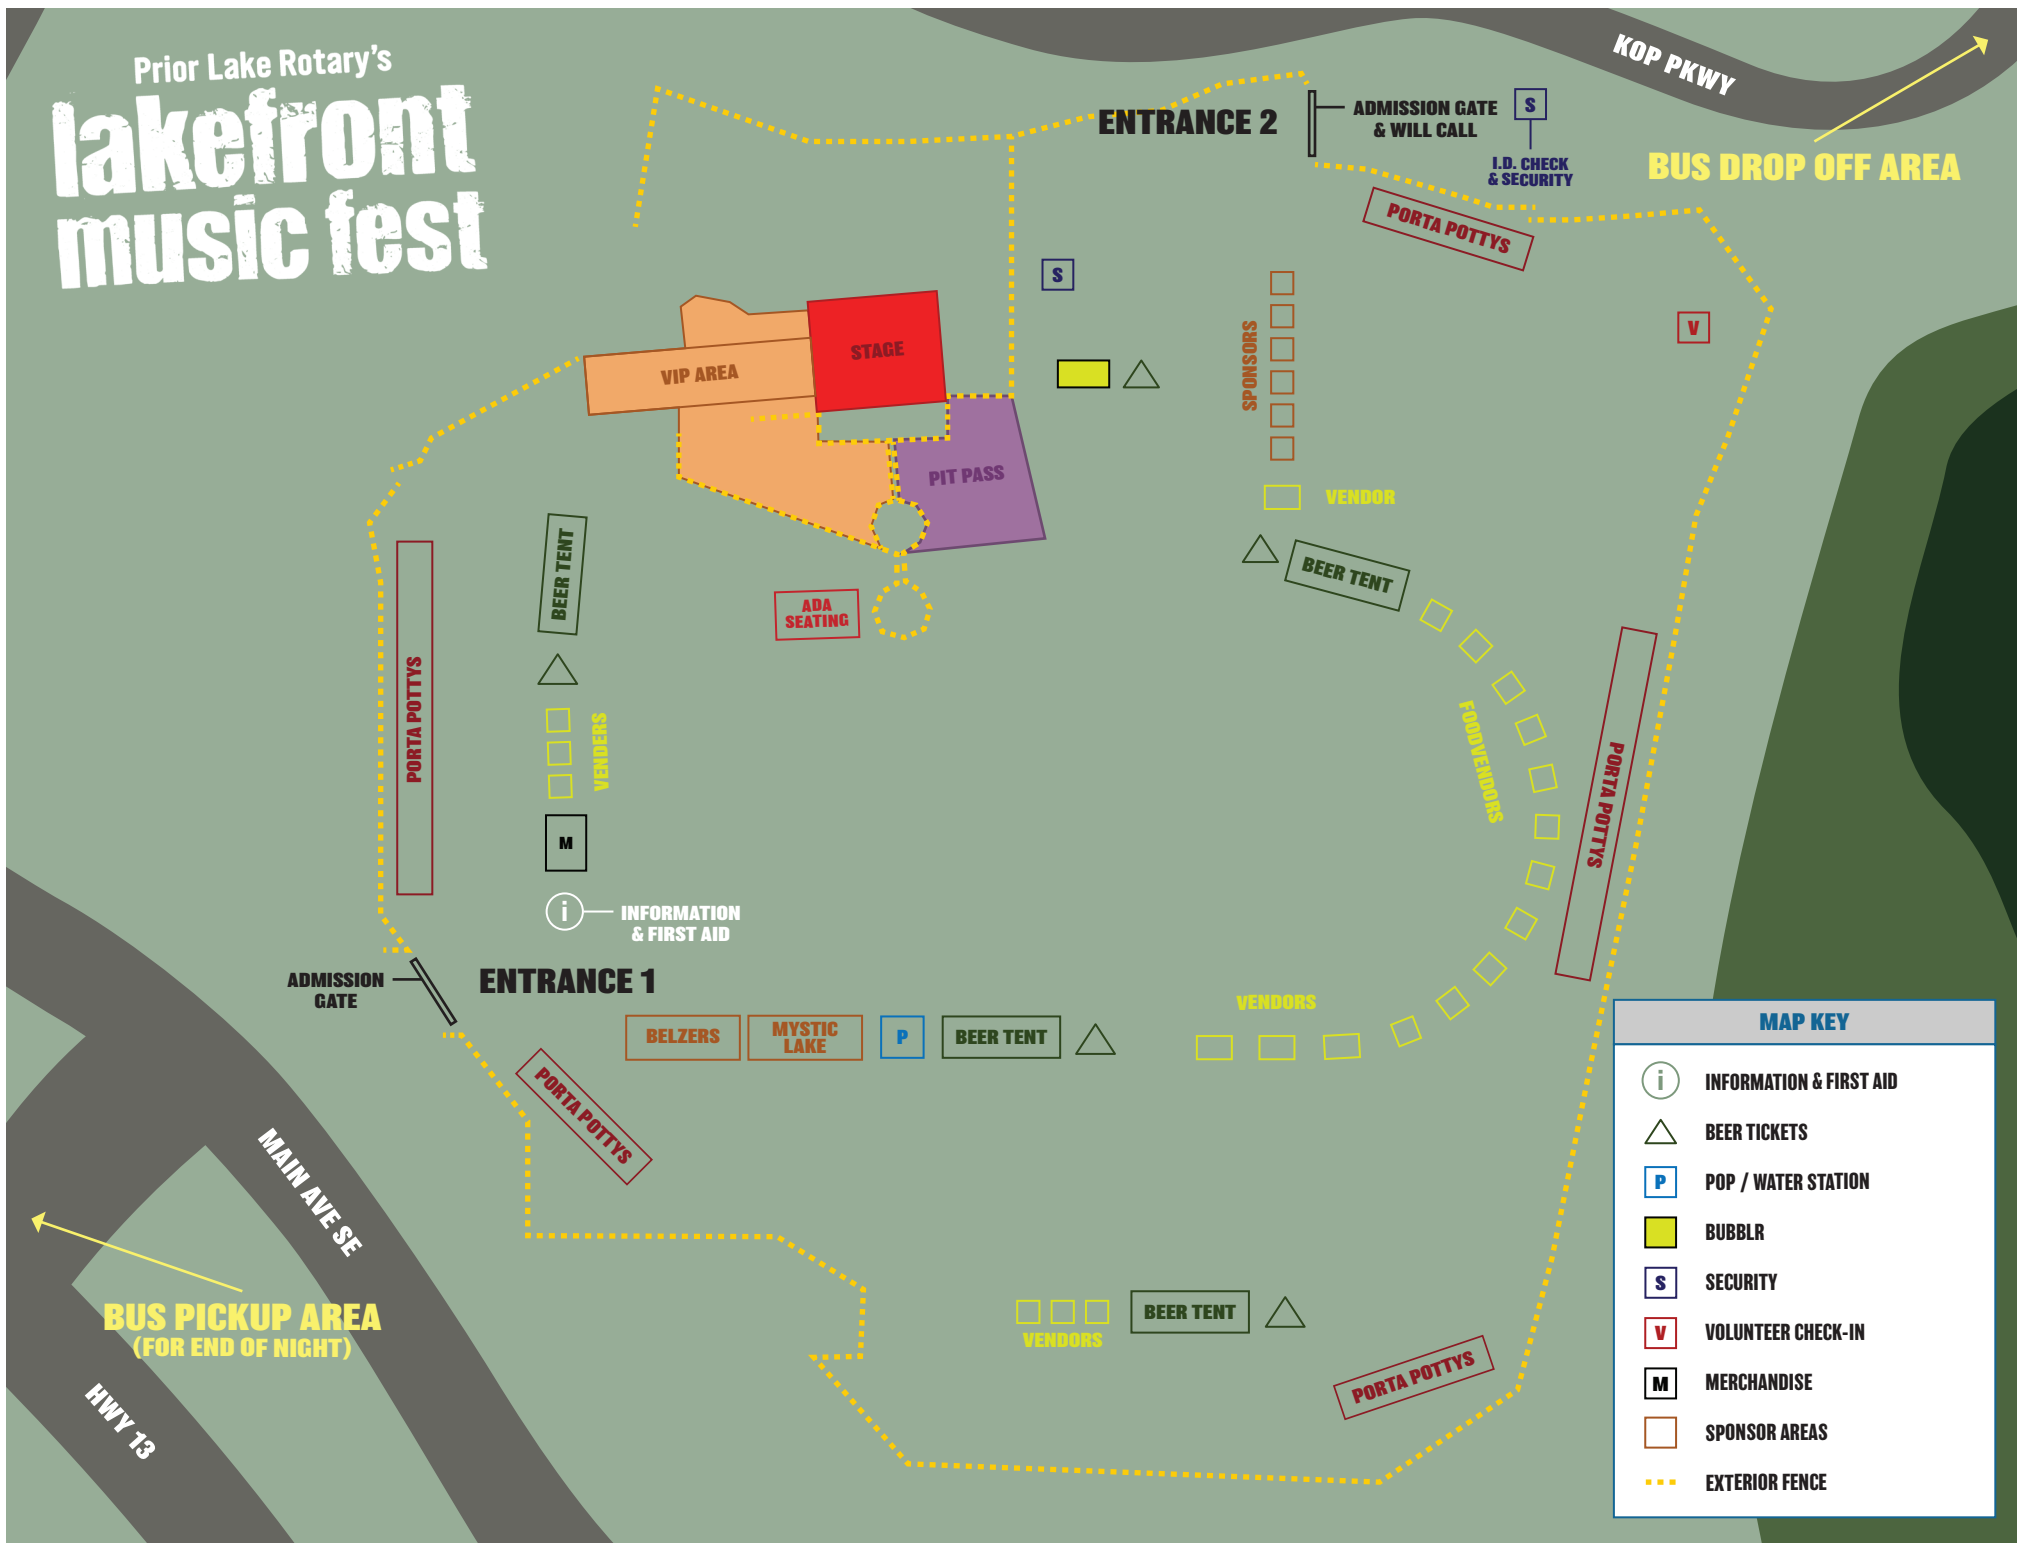 Prior Lake Rotary's
lakefront
music fest
KOP PKWY
ENTRANCE 2
ADMISSION GATE
& WILL CALL
S
I.D. CHECK
& SECURITY
BUS DROP OFF AREA
PORTA POTTYS
S
V
SPONSORS
STAGE
VIP AREA
PIT PASS
VENDOR
BEER TENT
BEER TENT
ADA
SEATING
PORTA POTTYS
VENDERS
FOOD VENDORS
PORTA POTTYS
M
i
INFORMATION
& FIRST AID
ADMISSION
GATE
ENTRANCE 1
BELZERS
MYSTIC
LAKE
P
BEER TENT
VENDORS
PORTA POTTYS
MAIN AVE SE
BUS PICKUP AREA
(FOR END OF NIGHT)
HWY 13
VENDORS
BEER TENT
PORTA POTTYS
MAP KEY
i INFORMATION & FIRST AID
BEER TICKETS
P POP / WATER STATION
BUBBLR
S SECURITY
V VOLUNTEER CHECK-IN
M MERCHANDISE
SPONSOR AREAS
EXTERIOR FENCE